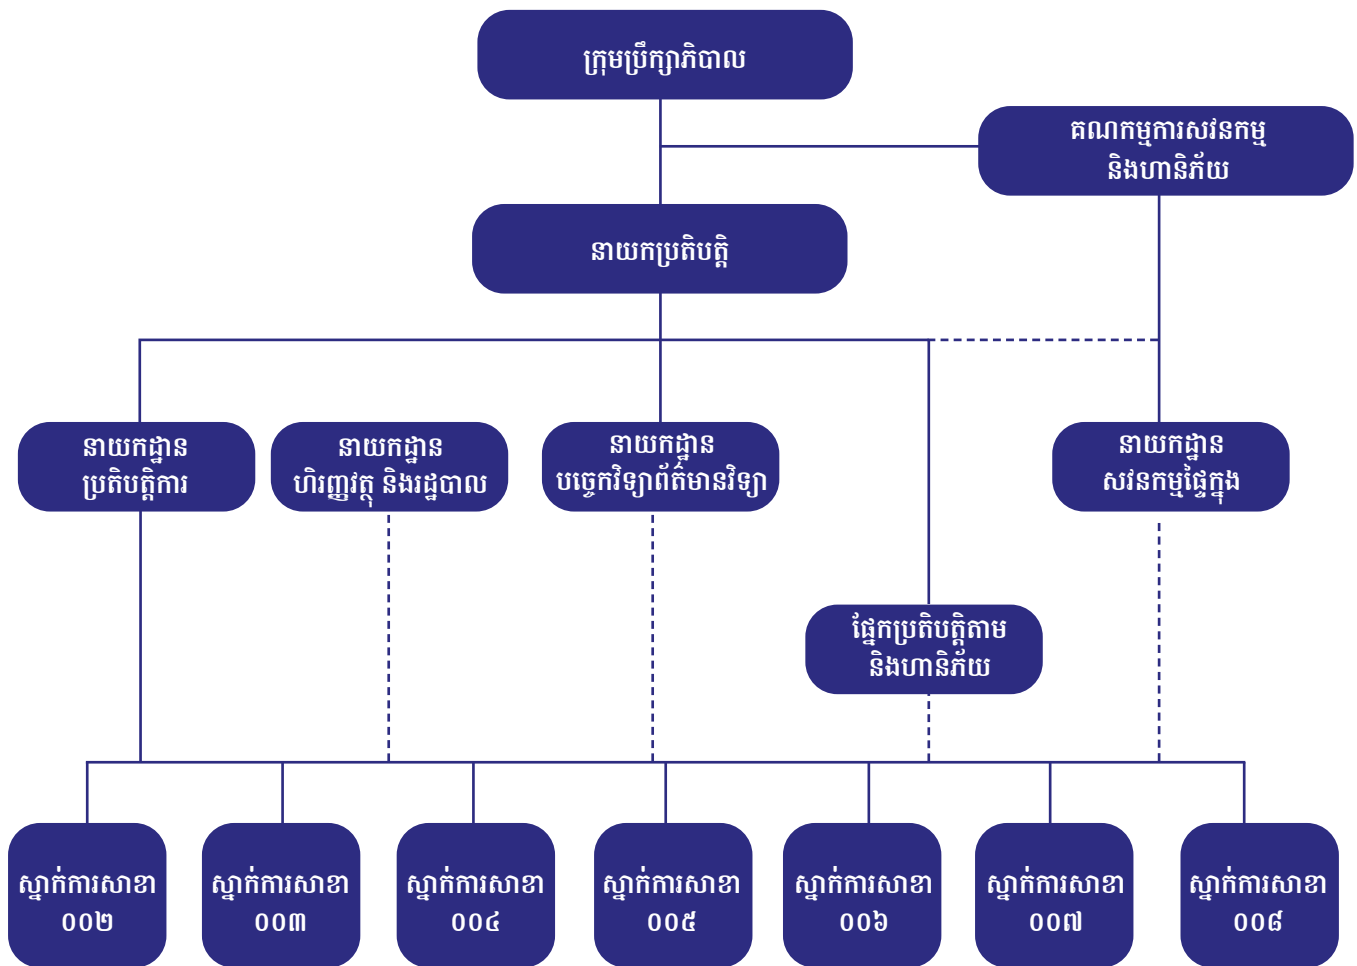 ក្រុមប្រឹក្សាភិបាល
គណកម្មការសវនកម្ម
និងហានិភ័យ
នាយកប្រតិបត្តិ
នាយកដ្ឋាន
ប្រតិបត្តិការ
នាយកដ្ឋាន
ហិរញ្ញវត្ថុ និងរដ្ឋបាល
នាយកដ្ឋាន
បច្ចេកវិទ្យាព័ត៌មានវិទ្យា
នាយកដ្ឋាន
សវនកម្មផ្ទៃក្នុង
ផ្នែកប្រតិបត្តិតាម
និងហានិភ័យ
ស្នាក់ការសាខា
០០២
ស្នាក់ការសាខា
០០៣
ស្នាក់ការសាខា
០០៤
ស្នាក់ការសាខា
០០៥
ស្នាក់ការសាខា
០០៦
ស្នាក់ការសាខា
០០៧
ស្នាក់ការសាខា
០០៨